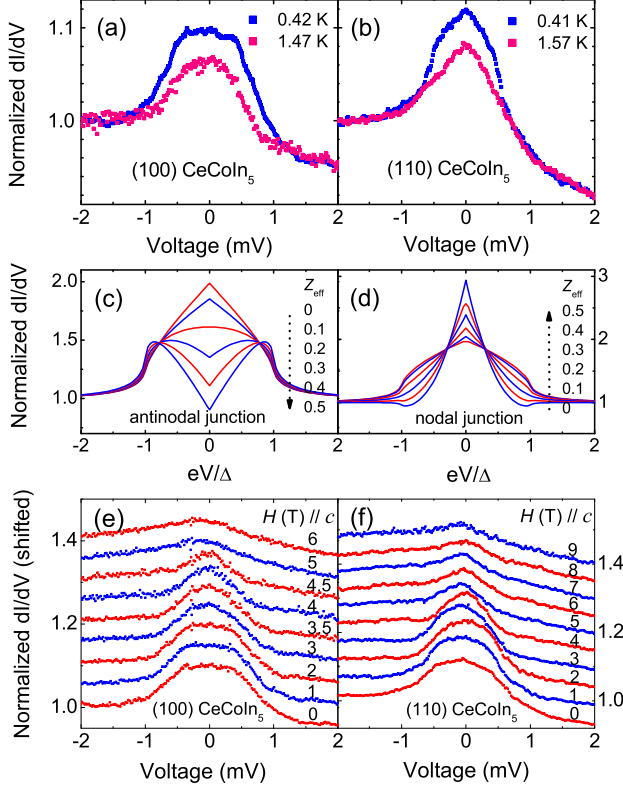 (a)
0.42 K
1.47 K
(100) CeCoIn5
Normalized dI/dV
1.1
1.0
-2 -1 0 1 2
Voltage (mV)
(b)
0.41 K
1.57 K
(110) CeCoIn5
-1 0 1 2
Voltage (mV)
(c)
Zeff
0
0.1
0.2
0.3
0.4
0.5
antinodal junction
Normalized dI/dV
2.0
1.5
1.0
-2 -1 0 1 2
eV/Δ
(d)
Zeff
0.5
0.4
0.3
0.2
0.1
0
nodal junction
3
2
1
-1 0 1 2
eV/Δ
(e)
H (T) // c
6
5
4.5
4
3.5
3
2
1
0
(100) CeCoIn5
Normalized dI/dV (shifted)
1.4
1.2
1.0
-2 -1 0 1 2
Voltage (mV)
(f)
H (T) // c
9
8
7
6
5
4
3
2
1
0
(110) CeCoIn5
1.4
1.2
1.0
-1 0 1 2
Voltage (mV)